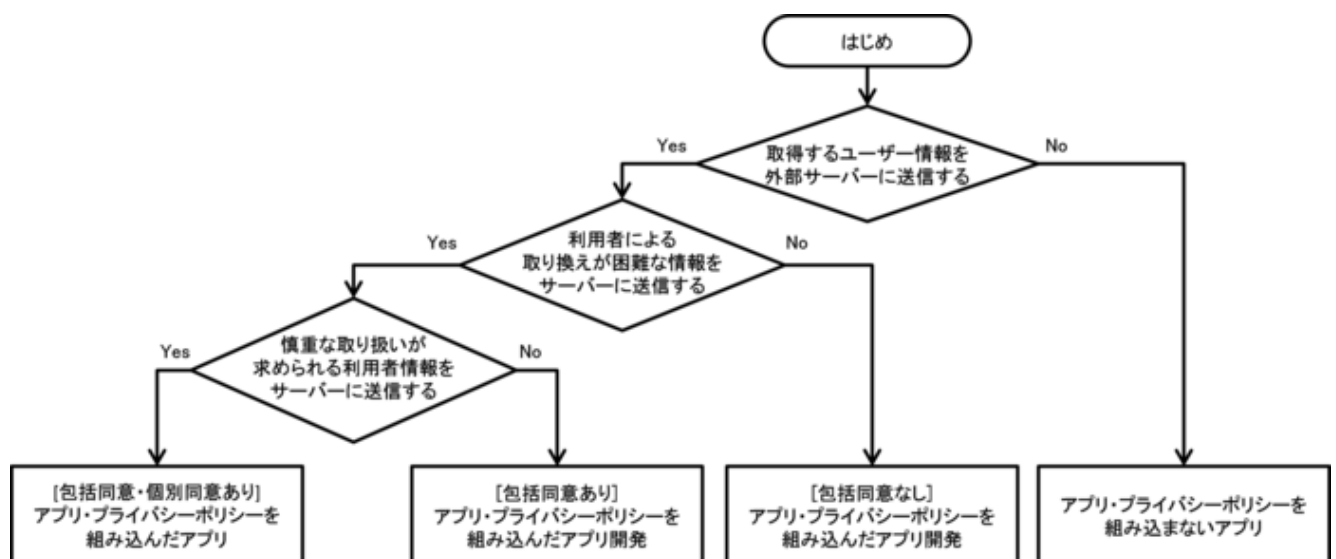 はじめ
Yes
取得するユーザー情報を
外部サーバーに送信する
No
Yes
利用者による
取り換えが困難な情報を
サーバーに送信する
No
Yes
慎重な取り扱いが
求められる利用者情報を
サーバーに送信する
No
[包括同意・個別同意あり]
アプリ・プライバシーポリシーを
組み込んだアプリ
[包括同意あり]
アプリ・プライバシーポリシーを
組み込んだアプリ開発
[包括同意なし]
アプリ・プライバシーポリシーを
組み込んだアプリ開発
アプリ・プライバシーポリシーを
組み込まないアプリ